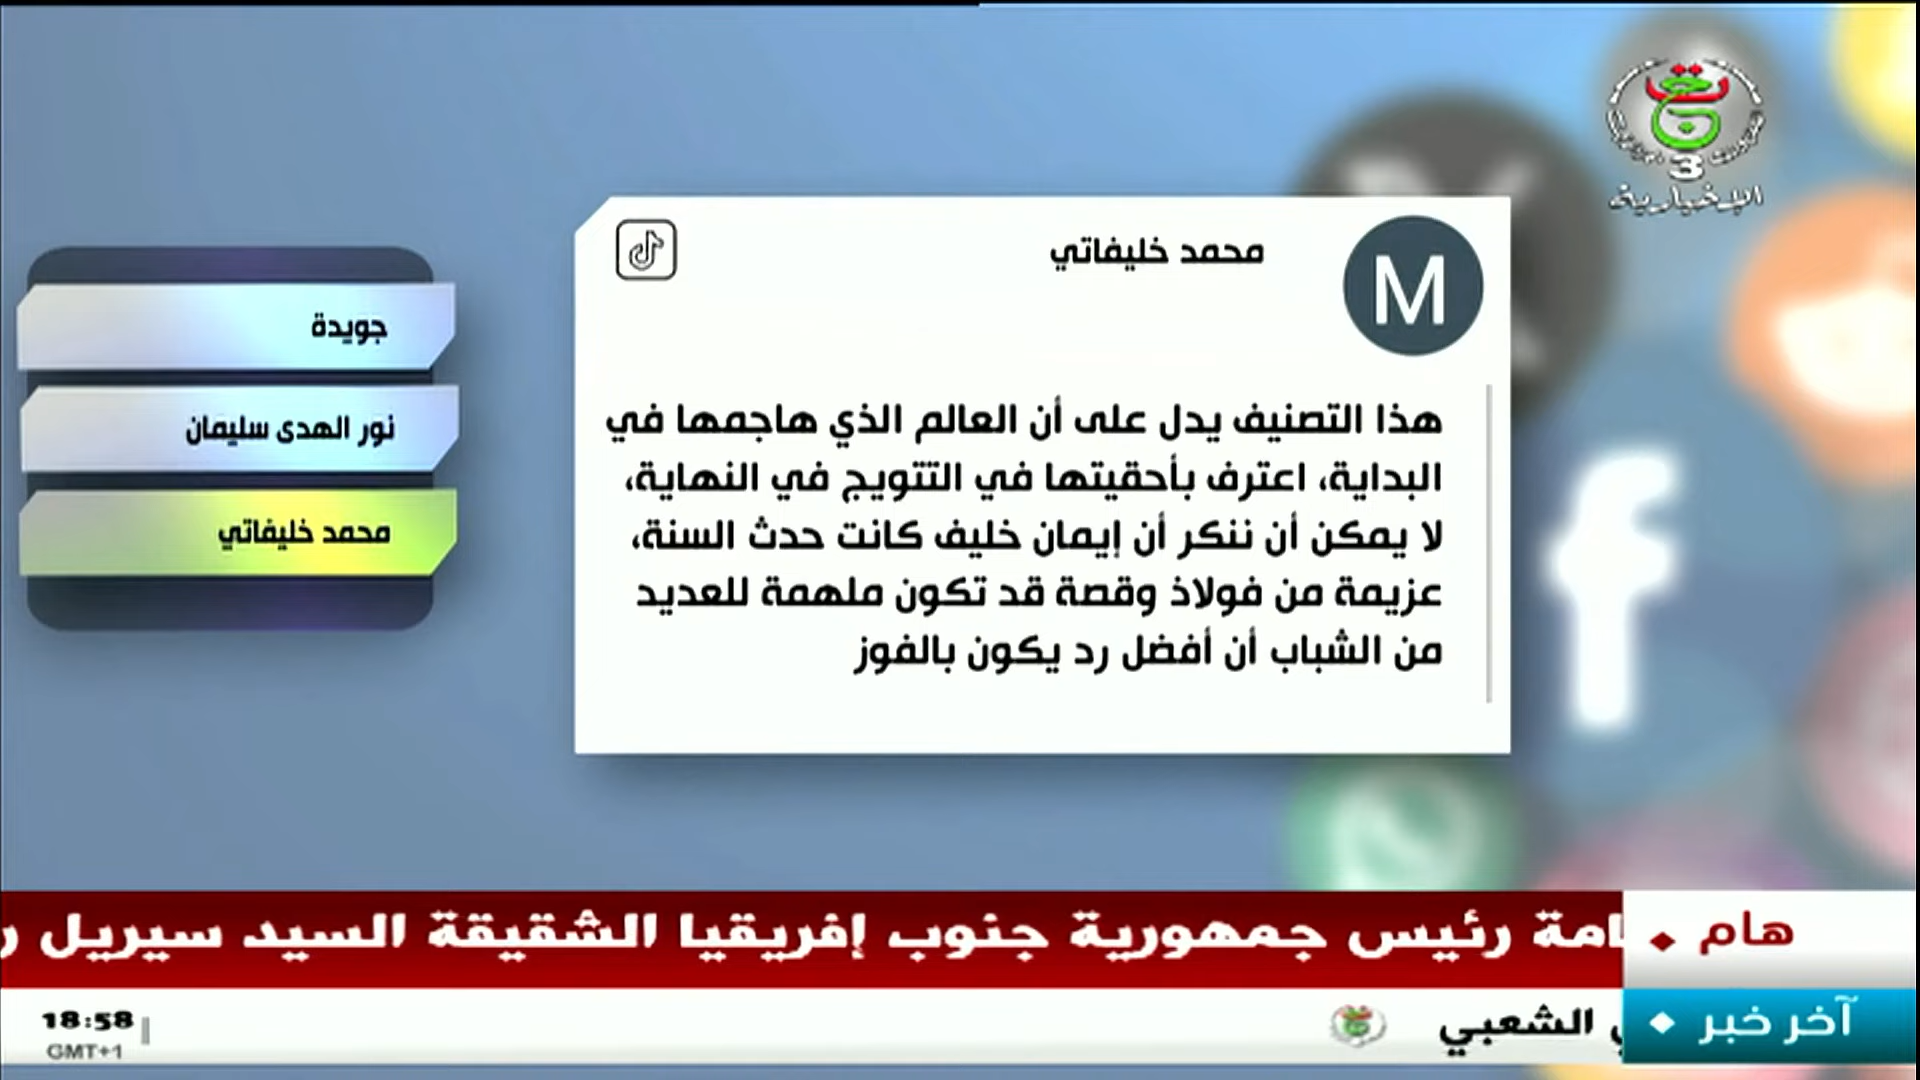 3
الإخبارية
محمد خليفاتي
M
هذا التصنيف يدل على أن العالم الذي هاجمها في
البداية، اعترف بأحقيتها في التتويج في النهاية،
لا يمكن أن ننكر أن إيمان خليف كانت حدث السنة،
عزيمة من فولاذ وقصة قد تكون ملهمة للعديد
من الشباب أن أفضل رد يكون بالفوز
جويدة
نور الهدى سليمان
محمد خليفاتي
هام
رئيس جمهورية جنوب إفريقيا الشقيقة السيد سيريل
آخر خبر
الشعبي
18:58
GMT+1